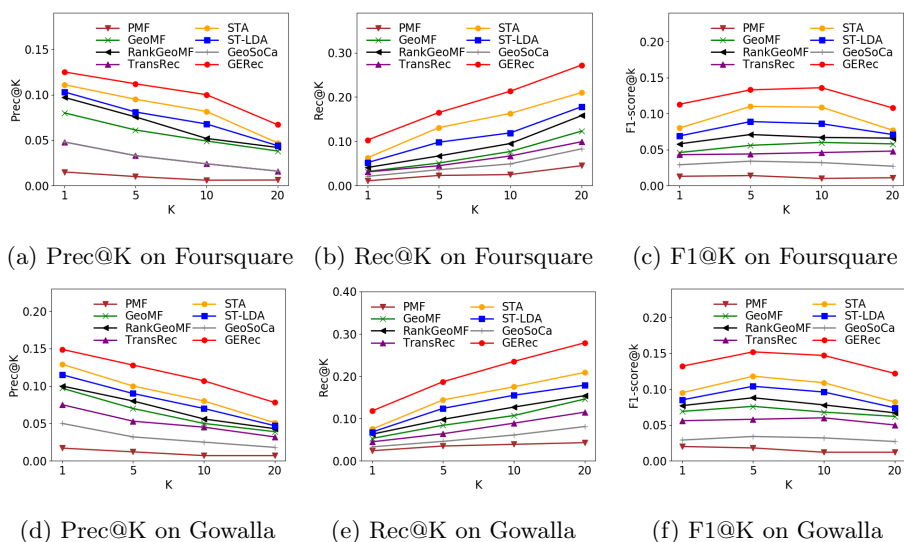 PMF
GeoMF
RankGeoMF
TransRec
STA
ST-LDA
GeoSoCa
GERec
Prec@K
0.15
0.10
0.05
0.00
1 5 10 20
K
(a) Prec@K on Foursquare
PMF
GeoMF
RankGeoMF
TransRec
STA
ST-LDA
GeoSoCa
GERec
Rec@K
0.30
0.20
0.10
0.00
1 5 10 20
K
(b) Rec@K on Foursquare
PMF
GeoMF
RankGeoMF
TransRec
STA
ST-LDA
GeoSoCa
GERec
F1-score@k
0.20
0.15
0.10
0.05
0.00
1 5 10 20
K
(c) F1@K on Foursquare
PMF
GeoMF
RankGeoMF
TransRec
STA
ST-LDA
GeoSoCa
GERec
Prec@K
0.20
0.15
0.10
0.05
0.00
1 5 10 20
K
(d) Prec@K on Gowalla
PMF
GeoMF
RankGeoMF
TransRec
STA
ST-LDA
GeoSoCa
GERec
Rec@K
0.40
0.30
0.20
0.10
0.00
1 5 10 20
K
(e) Rec@K on Gowalla
PMF
GeoMF
RankGeoMF
TransRec
STA
ST-LDA
GeoSoCa
GERec
F1-score@k
0.20
0.15
0.10
0.05
0.00
1 5 10 20
K
(f) F1@K on Gowalla